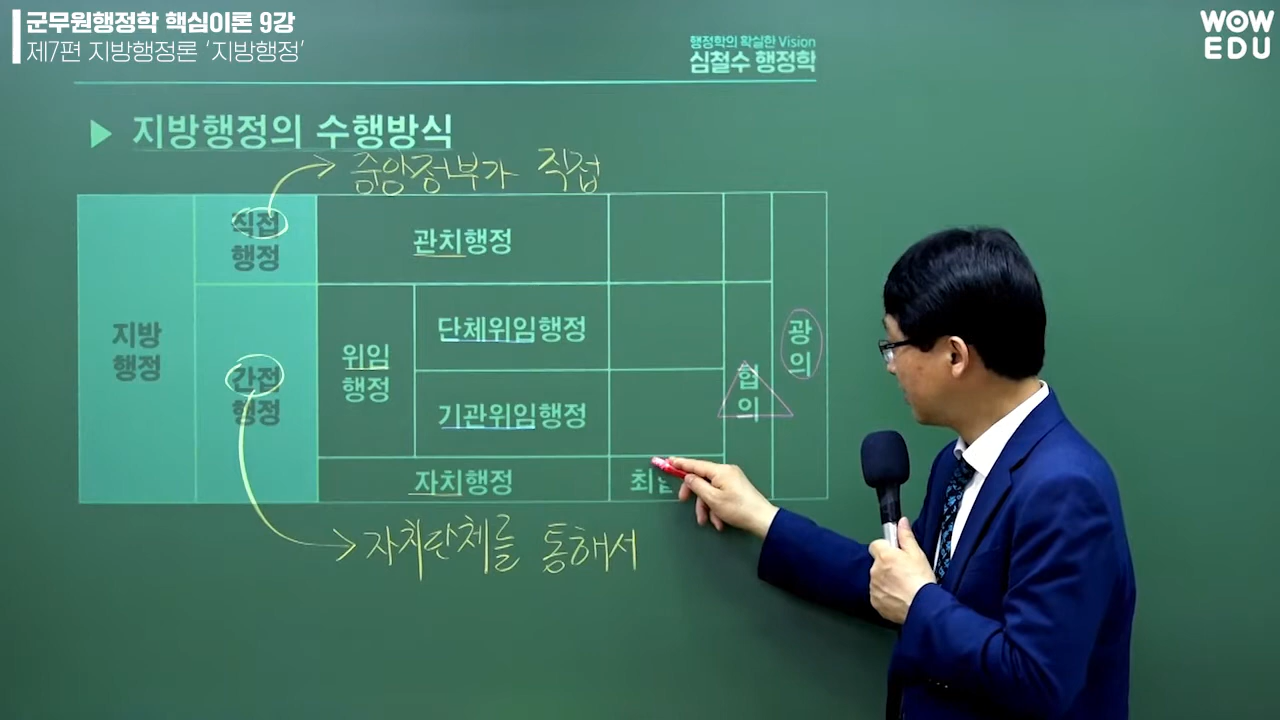 군무원행정학 핵심이론 9강
제7편 지방행정론 '지방행정'
WOW
EDU
행정학의 확실한 Vision
심철수 행정학
▶ 지방행정의 수행방식
중앙정부가 직접
지방
행정
직접
행정
관치행정
간접
행정
위임
행정
단체위임행정
기관위임행정
자치행정
협
의
광
의
자치단체를 통해서